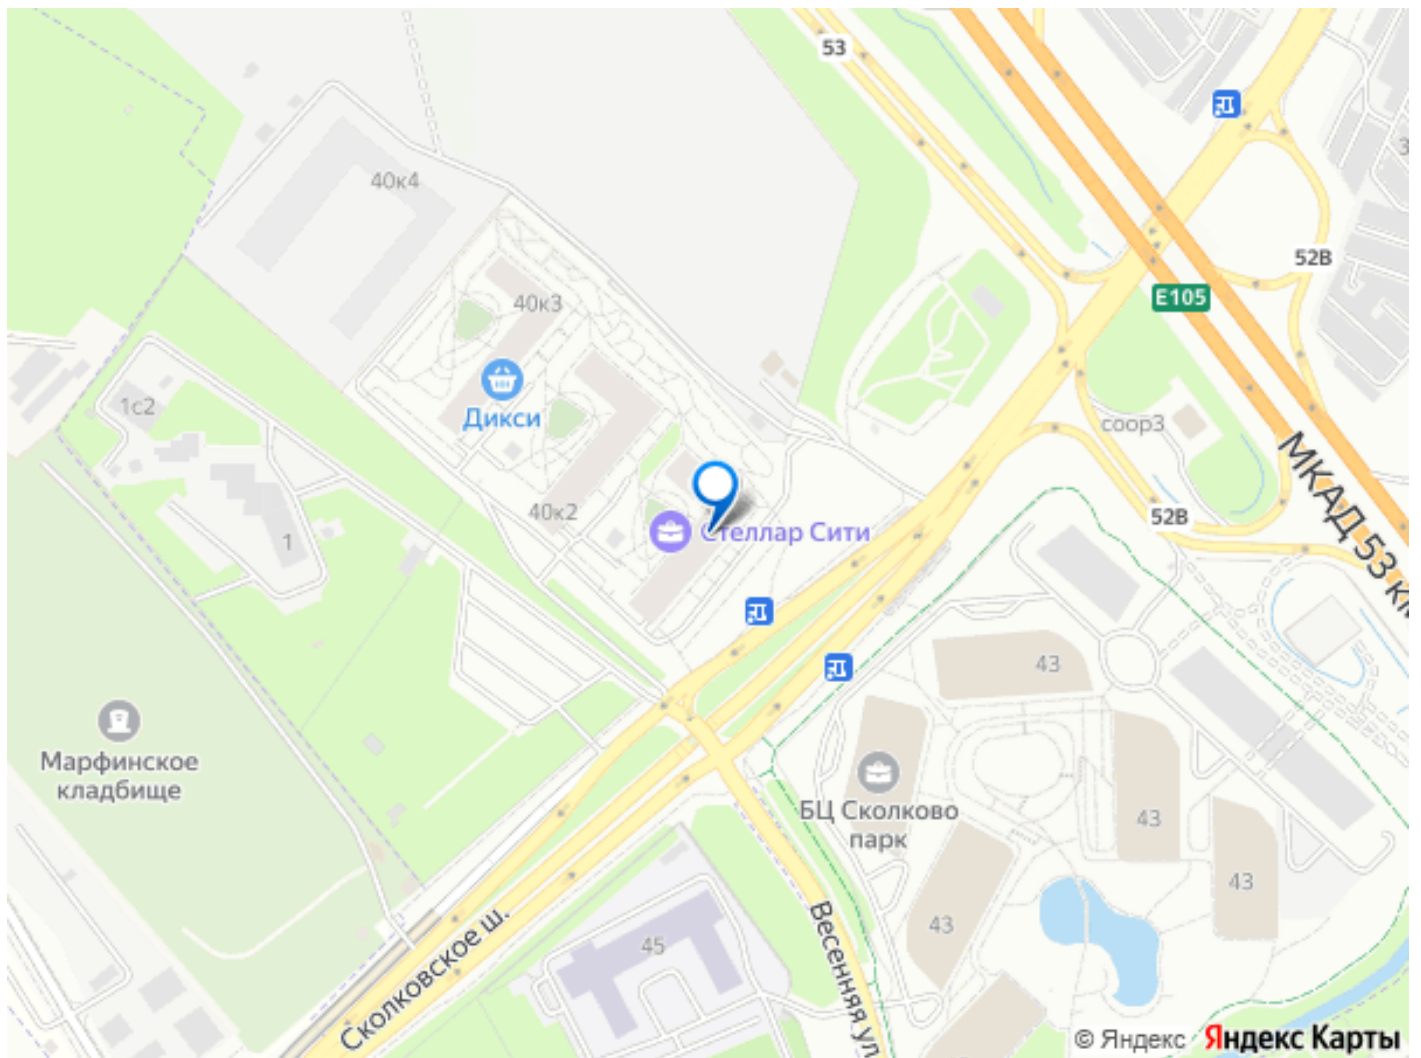 53
3
40к4
52В
E105
40к3
Дикси
1с2
соор3
МКАД 53 км
40к2
52В
Стеллар Сити
1
43
Марфинское
кладбище
БЦ Сколково
парк
43
43
43
Весенняя ул.
45
Сколковское ш.
© Яндекс Яндекс Карты